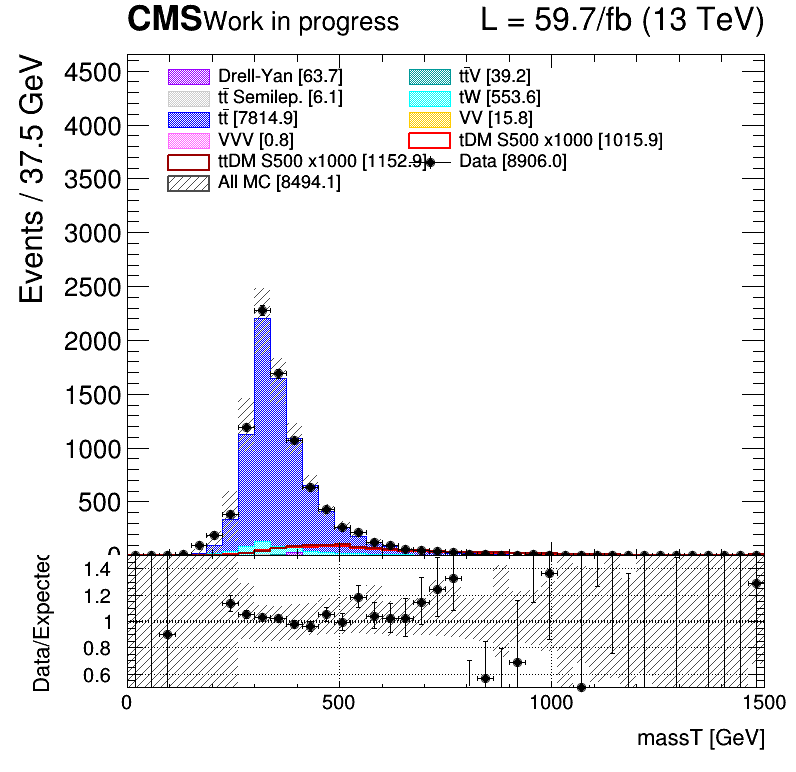 CMS Work in progress L = 59.7/fb (13 TeV)
Events / 37.5 GeV
4500
4000
3500
3000
2500
2000
1500
1000
500
0
Drell-Yan [63.7]
tt̄ Semilep. [6.1]
tt̄ [7814.9]
VVV [0.8]
ttDM S500 x1000 [1152.9]
All MC [8494.1]
tt̄V [39.2]
tW [553.6]
VV [15.8]
tDM S500 x1000 [1015.9]
Data [8906.0]
Data/Expected
1.4
1.2
1
0.8
0.6
0 500 1000 1500
massT [GeV]